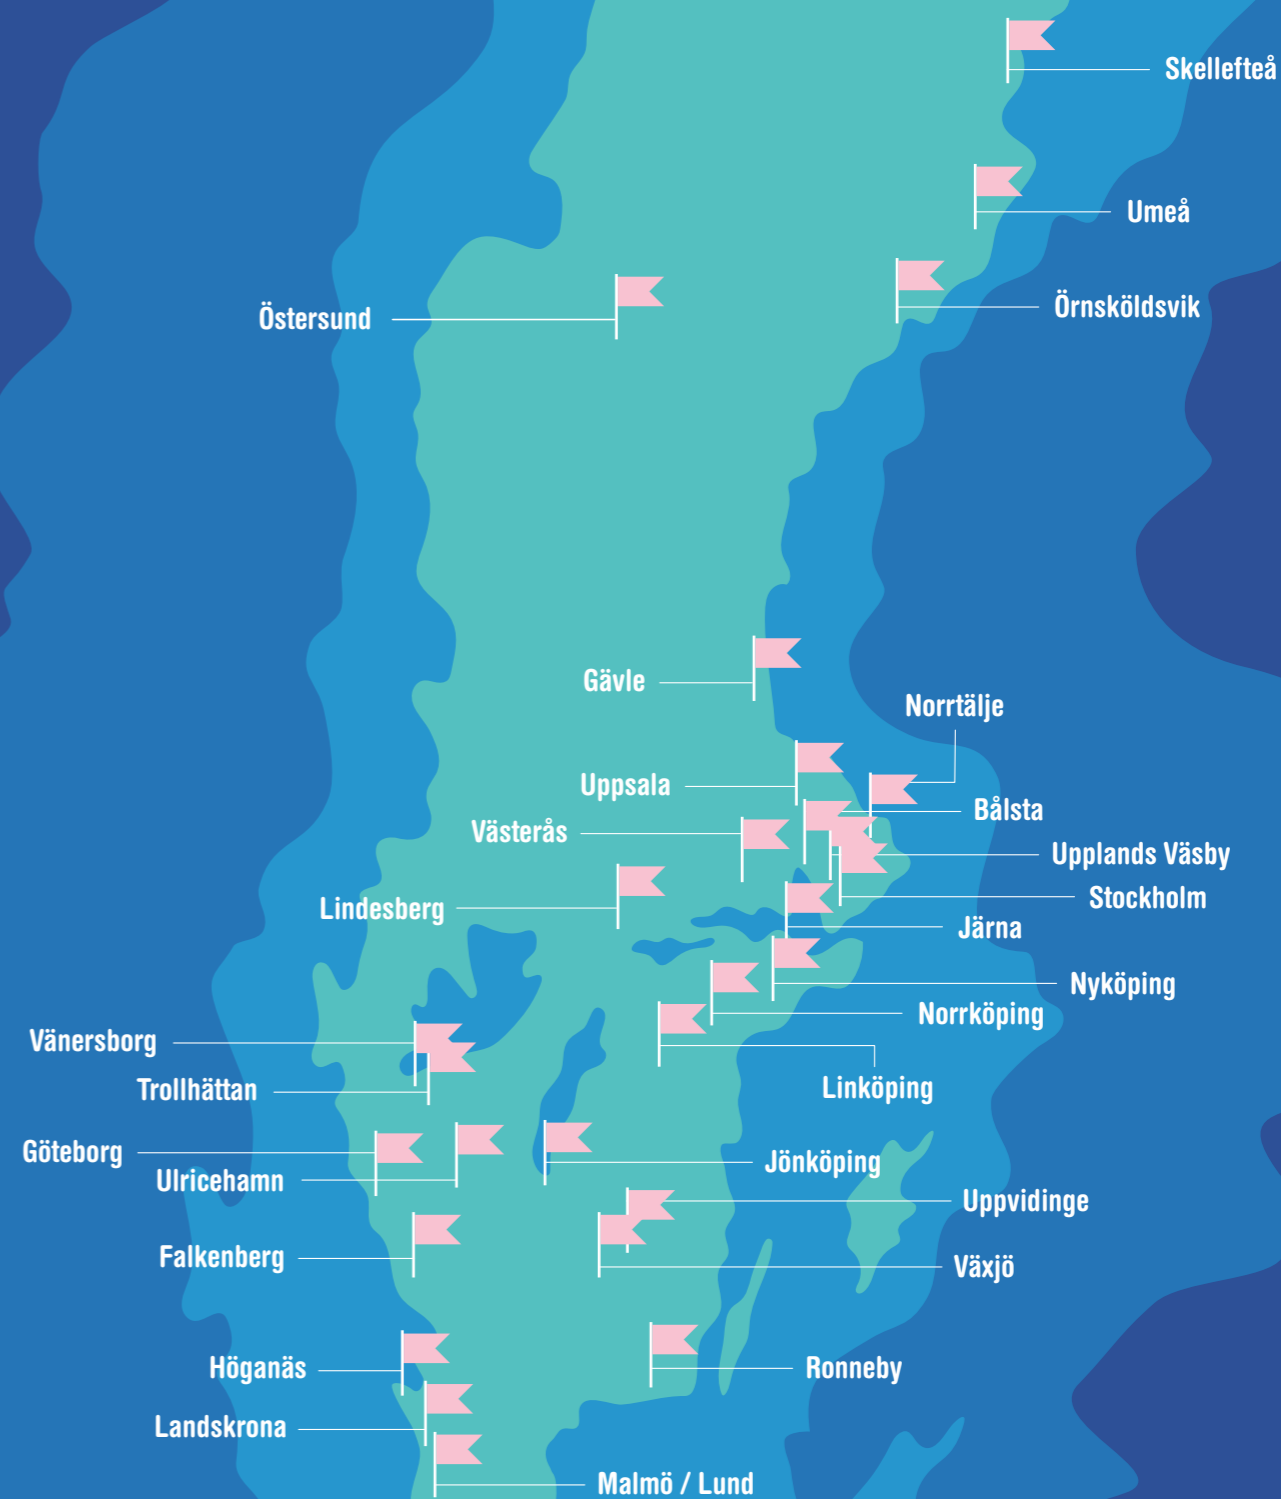 Skellefteå
Umeå
Örnsköldsvik
Östersund
Gävle
Norrtälje
Uppsala
Bålsta
Västerås
Upplands Väsby
Stockholm
Lindesberg
Järna
Nyköping
Norrköping
Vänersborg
Linköping
Trollhättan
Göteborg
Jönköping
Ulricehamn
Uppvidinge
Falkenberg
Växjö
Höganäs
Ronneby
Landskrona
Malmö / Lund